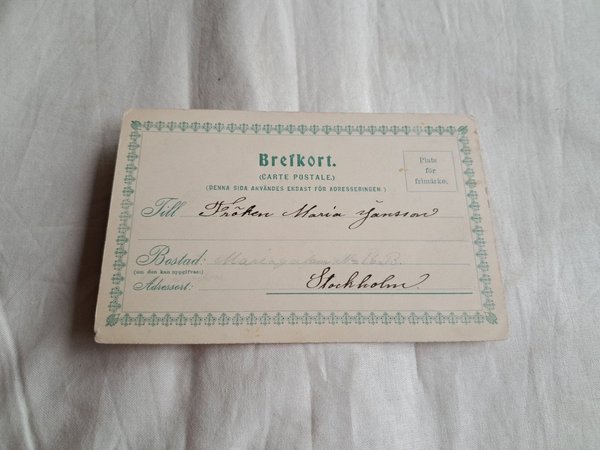 Brefkort.
(CARTE POSTALE.)
(DENNA SIDA ANVÄNDES ENDAST FÖR ADRESSERINGEN.)
Plats
för
frimärke.
Till Fröken Maria Jansson
Bostad:
(om den kan uppgifvas)
Adressort: Stockholm